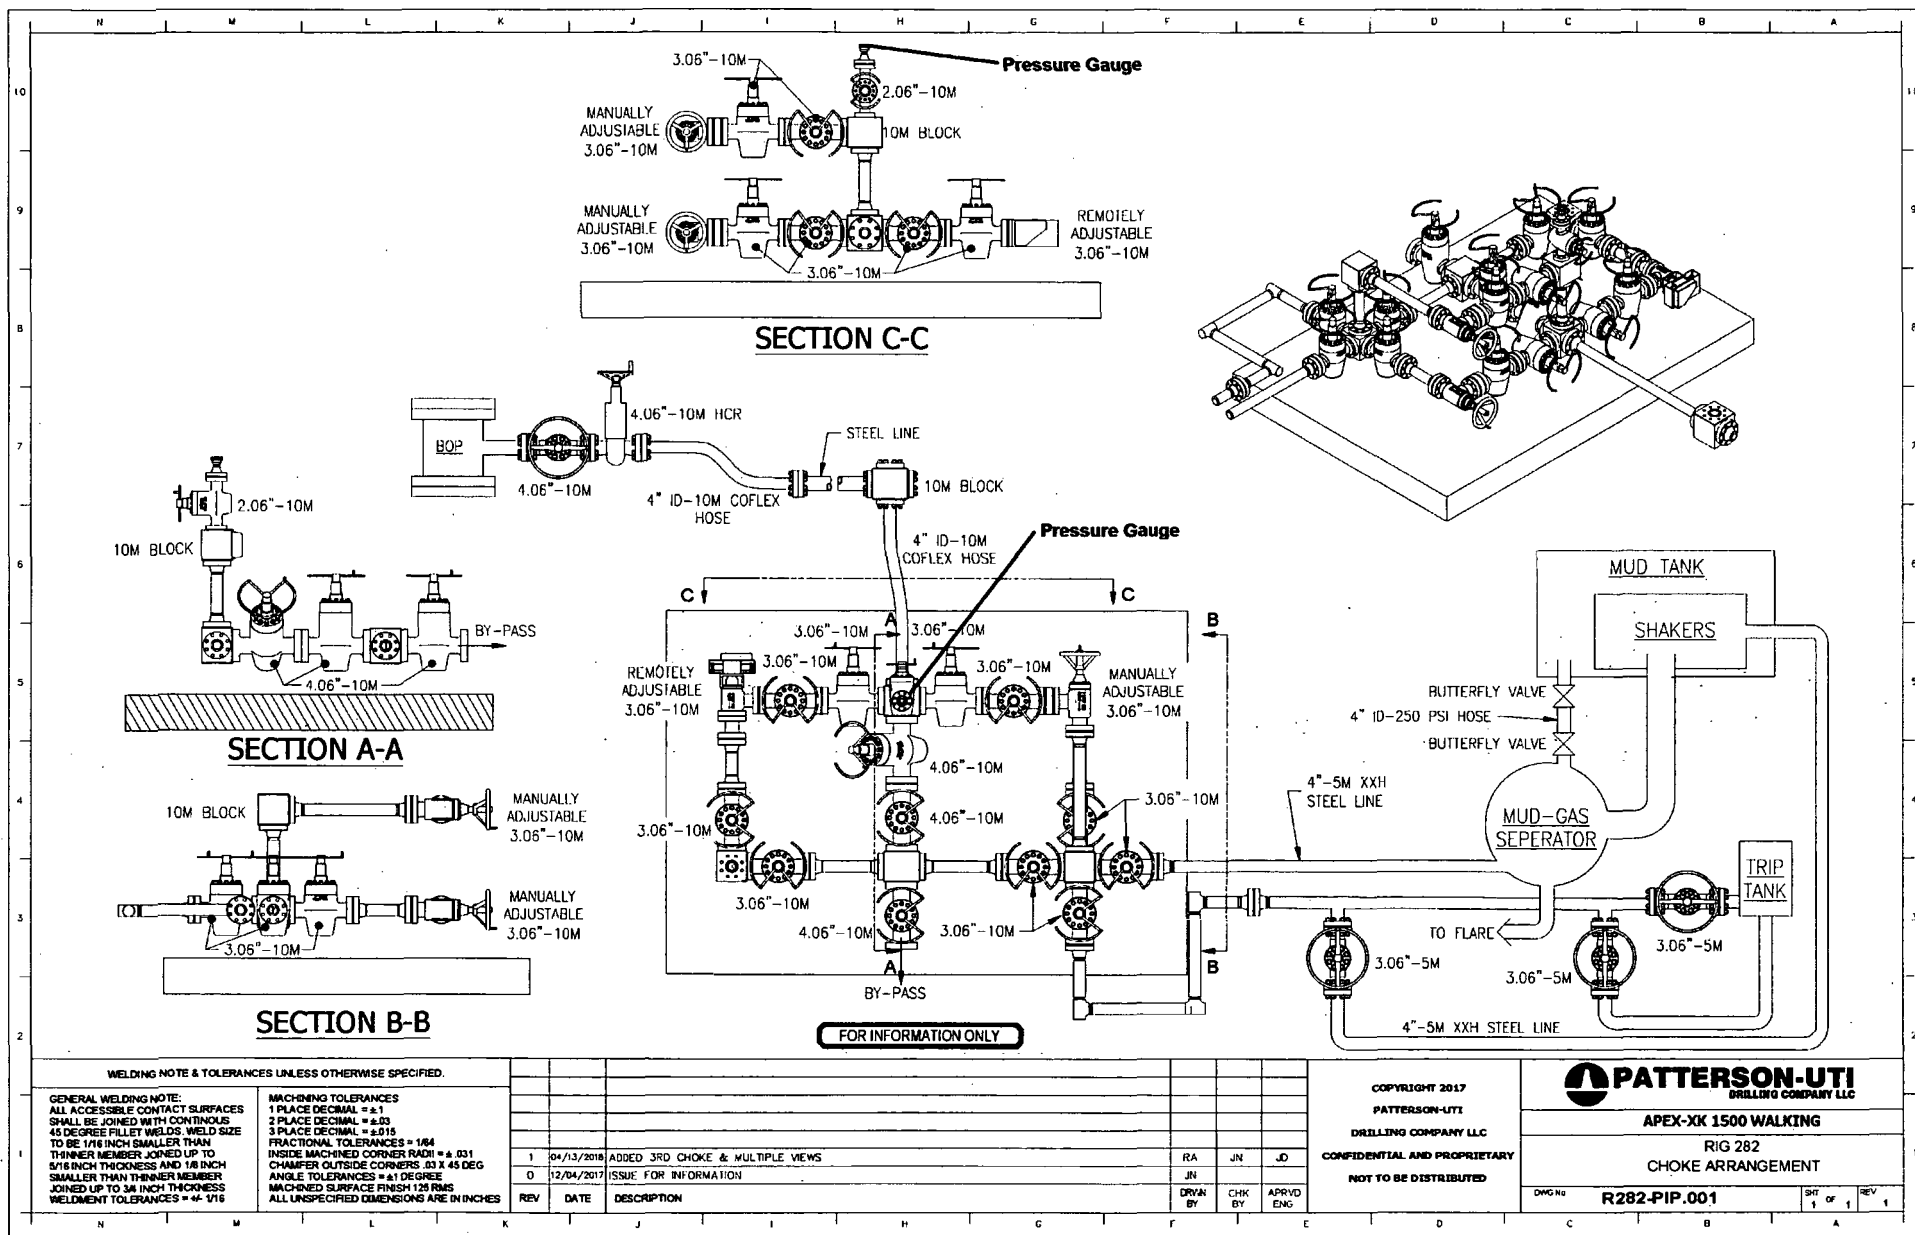 N M L K J I H G F E D C B A
10
9
8
7
6
5
4
3
2
1
3.06"-10M
Pressure Gauge
2.06"-10M
MANUALLY
ADJUSTABLE
3.06"-10M
10M BLOCK
MANUALLY
ADJUSTABLE
3.06"-10M
REMOTELY
ADJUSTABLE
3.06"-10M
3.06"-10M
SECTION C-C
BOP
4.06"-10M
4.06"-10M HCR
STEEL LINE
4" ID-10M COFLEX
HOSE
10M BLOCK
4" ID-10M
COFLEX HOSE
Pressure Gauge
2.06"-10M
10M BLOCK
BY-PASS
4.06"-10M
SECTION A-A
10M BLOCK
MANUALLY
ADJUSTABLE
3.06"-10M
MANUALLY
ADJUSTABLE
3.06"-10M
3.06"-10M
SECTION B-B
C
C
A
B
3.06"-10M
3.06"-10M
3.06"-10M
3.06"-10M
REMOTELY
ADJUSTABLE
3.06"-10M
MANUALLY
ADJUSTABLE
3.06"-10M
4.06"-10M
4.06"-10M
3.06"-10M
3.06"-10M
3.06"-10M
4.06"-10M
3.06"-10M
A
B
BY-PASS
FOR INFORMATION ONLY
MUD TANK
SHAKERS
BUTTERFLY VALVE
4" ID-250 PSI HOSE
BUTTERFLY VALVE
4"-5M XXH
STEEL LINE
MUD-GAS
SEPERATOR
TRIP
TANK
TO FLARE
3.06"-5M
3.06"-5M
3.06"-5M
4"-5M XXH STEEL LINE
WELDING NOTE & TOLERANCES UNLESS OTHERWISE SPECIFIED.
GENERAL WELDING NOTE:
ALL ACCESSIBLE CONTACT SURFACES
SHALL BE JOINED WITH CONTINOUS
45 DEGREE FILLET WELDS. WELD SIZE
TO BE 1/16 INCH SMALLER THAN
THINNER MEMBER JOINED UP TO
5/16 INCH THICKNESS AND 1/8 INCH
SMALLER THAN THINNER MEMBER
JOINED UP TO 3/4 INCH THICKNESS
WELDMENT TOLERANCES = +/- 1/16
MACHINING TOLERANCES
1 PLACE DECIMAL = ±.1
2 PLACE DECIMAL = ±.03
3 PLACE DECIMAL = ±.015
FRACTIONAL TOLERANCES = 1/64
INSIDE MACHINED CORNER RADII = ±.031
CHAMFER OUTSIDE CORNERS .03 X 45 DEG
ANGLE TOLERANCES = ±1 DEGREE
MACHINED SURFACE FINISH 125 RMS
ALL UNSPECIFIED DIMENSIONS ARE IN INCHES
1 04/13/2018 ADDED 3RD CHOKE & MULTIPLE VIEWS RA JN JD
0 12/04/2017 ISSUE FOR INFORMATION JN
REV DATE DESCRIPTION DRWN BY CHK BY APRVD ENG
COPYRIGHT 2017
PATTERSON-UTI
DRILLING COMPANY LLC
CONFIDENTIAL AND PROPRIETARY
NOT TO BE DISTRIBUTED
PATTERSON-UTI
DRILLING COMPANY LLC
APEX-XK 1500 WALKING
RIG 282
CHOKE ARRANGEMENT
DWG No R282-PIP.001 SHT 1 OF 1 REV 1
N M L K J I H G F E D C B A